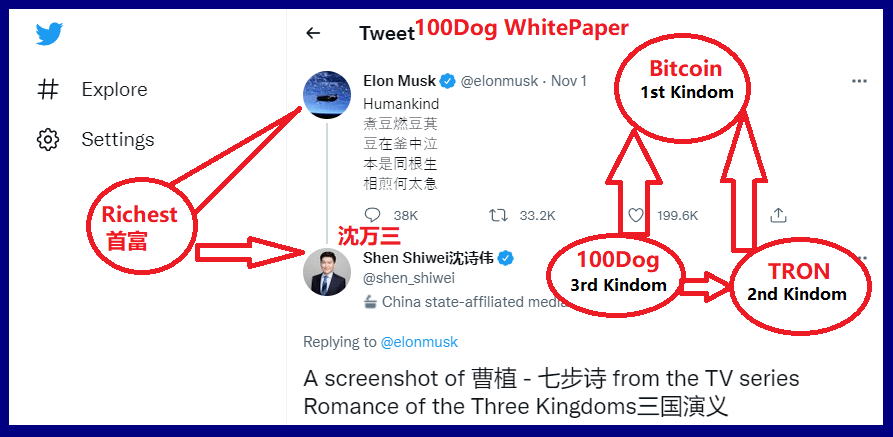 Tweet 100Dog WhitePaper
Explore
Settings
Elon Musk @elonmusk · Nov 1
Humankind
煮豆燃豆萁
豆在釜中泣
本是同根生
相煎何太急
38K 33.2K 199.6K
Richest
首富
Bitcoin
1st Kindom
100Dog
3rd Kindom
TRON
2nd Kindom
沈万三
Shen Shiwei沈诗伟
@shen_shiwei
China state-affiliated media
Replying to @elonmusk
A screenshot of 曹植 - 七步诗 from the TV series
Romance of the Three Kingdoms三国演义